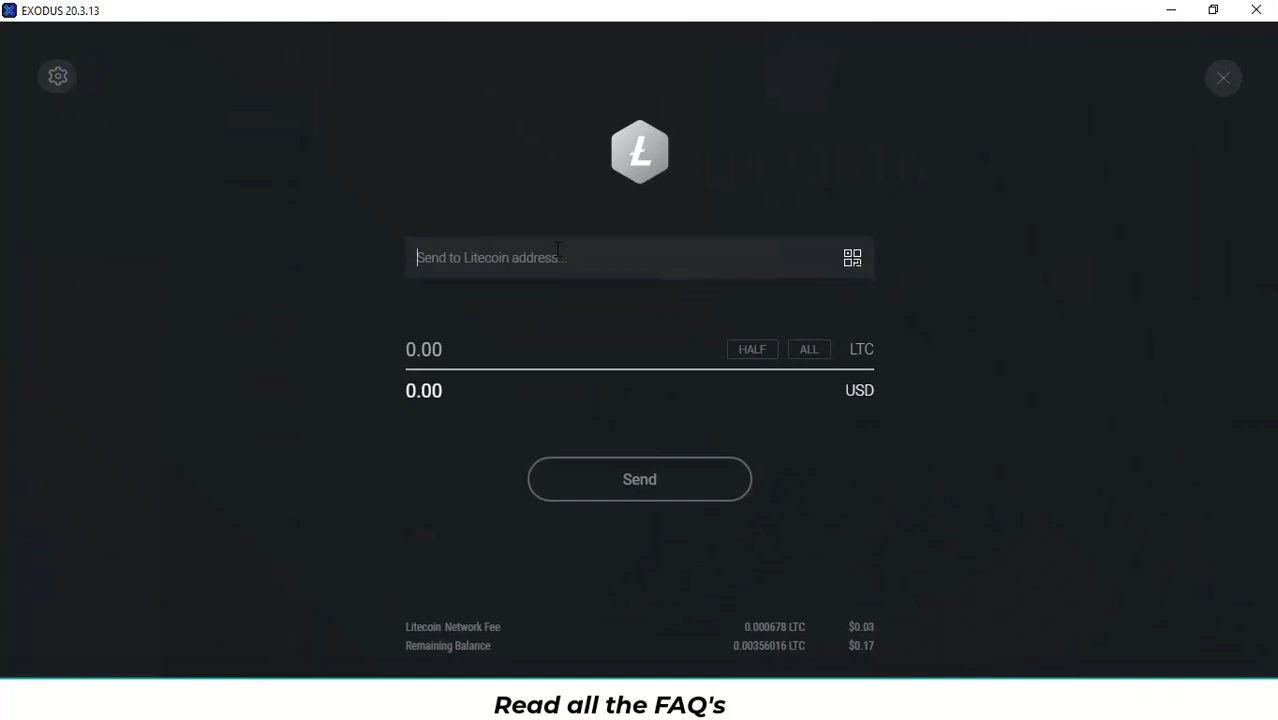 EXODUS 20.3.13
Send to Litecoin address...
0.00 HALF ALL LTC
0.00 USD
Send
Litecoin Network Fee 0.000678 LTC $0.03
Remaining Balance 0.00356016 LTC $0.17
Read all the FAQ's